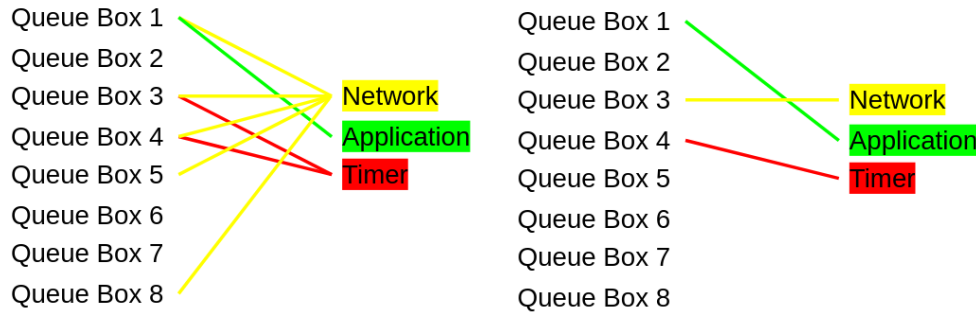 Queue Box 1
Queue Box 2
Queue Box 3
Queue Box 4
Queue Box 5
Queue Box 6
Queue Box 7
Queue Box 8
Network
Application
Timer
Queue Box 1
Queue Box 2
Queue Box 3
Queue Box 4
Queue Box 5
Queue Box 6
Queue Box 7
Queue Box 8
Network
Application
Timer